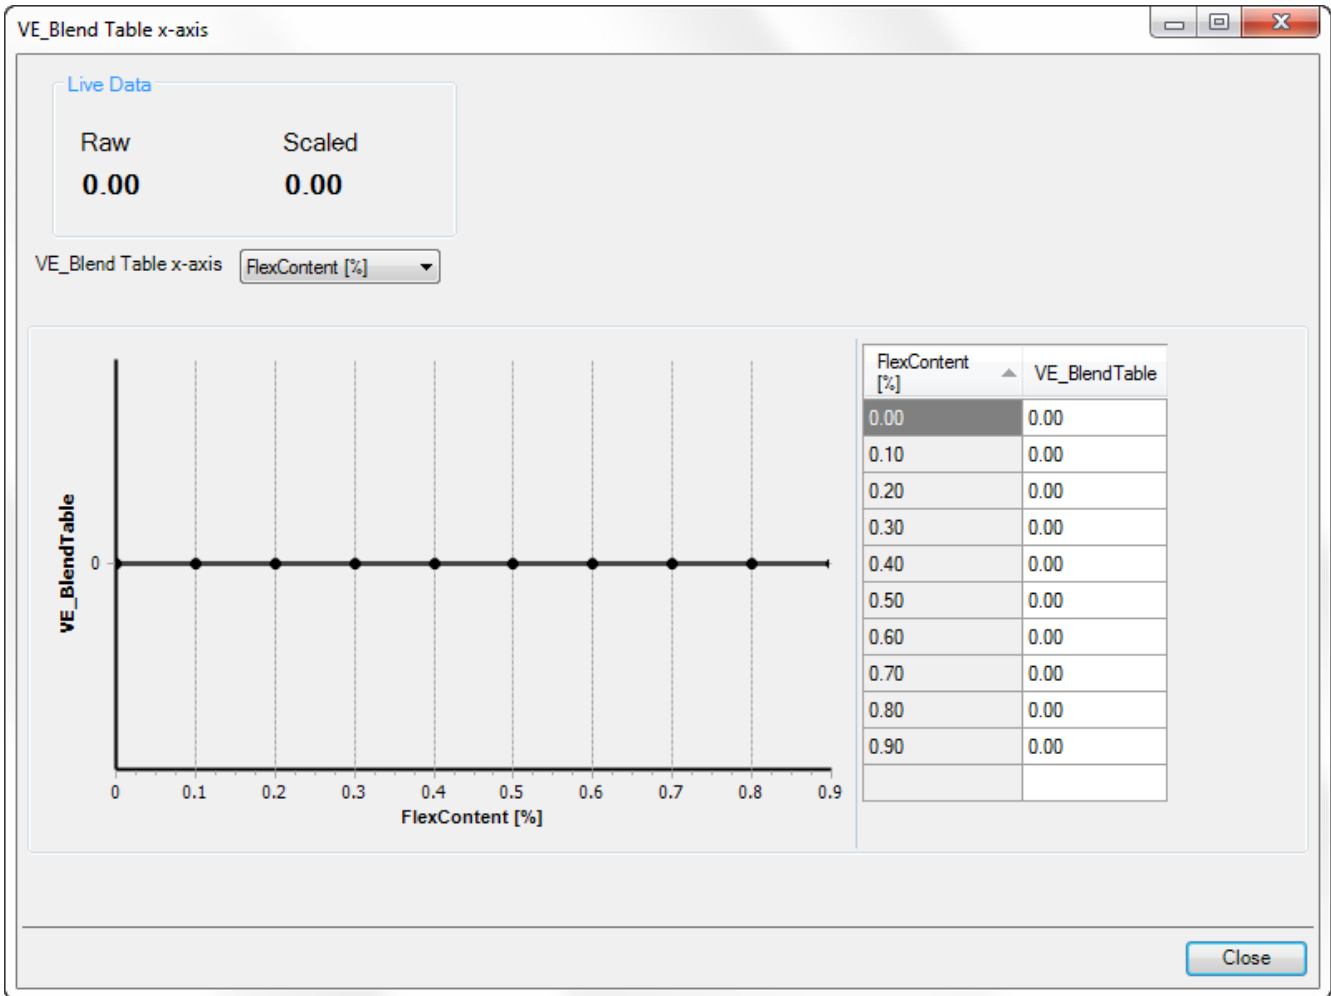 VE_Blend Table x-axis
Live Data
Raw Scaled
0.00 0.00
VE_Blend Table x-axis FlexContent [%]
VE_BlendTable
0
0 0.1 0.2 0.3 0.4 0.5 0.6 0.7 0.8 0.9
FlexContent [%]
FlexContent
[%] VE_BlendTable
0.00 0.00
0.10 0.00
0.20 0.00
0.30 0.00
0.40 0.00
0.50 0.00
0.60 0.00
0.70 0.00
0.80 0.00
0.90 0.00
Close